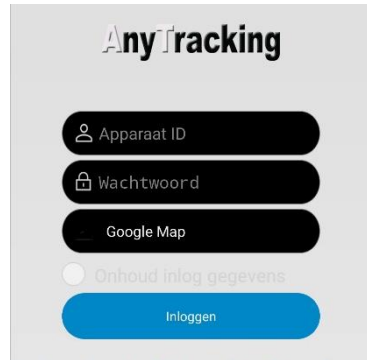 AnyTracking
Apparaat ID
Wachtwoord
Google Map
Onhoud inlog gegevens
Inloggen